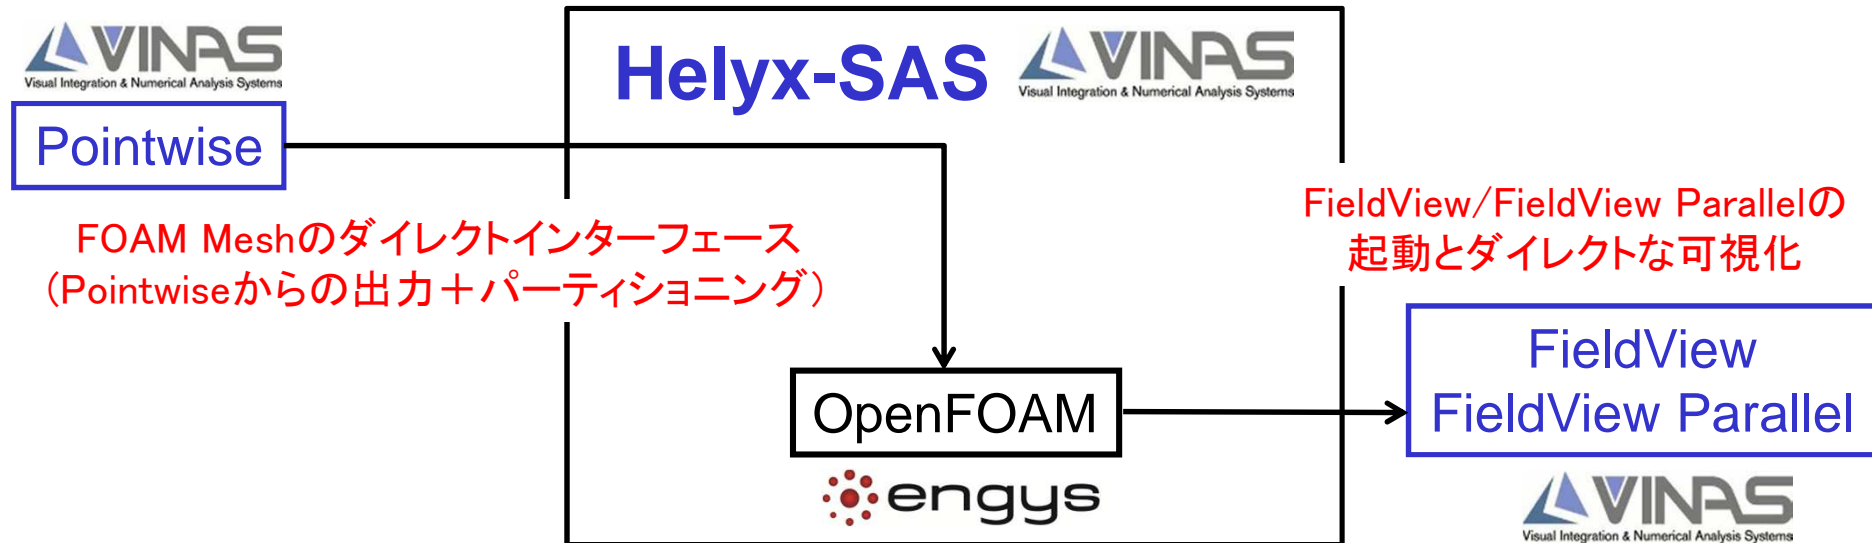 VINAS
Visual Integration & Numerical Analysis Systems
Pointwise
Helyx-SAS
VINAS
Visual Integration & Numerical Analysis Systems
FOAM Meshのダイレクトインターフェース
(Pointwiseからの出力＋パーティショニング)
FieldView/FieldView Parallelの
起動とダイレクトな可視化
OpenFOAM
engys
FieldView
FieldView Parallel
VINAS
Visual Integration & Numerical Analysis Systems